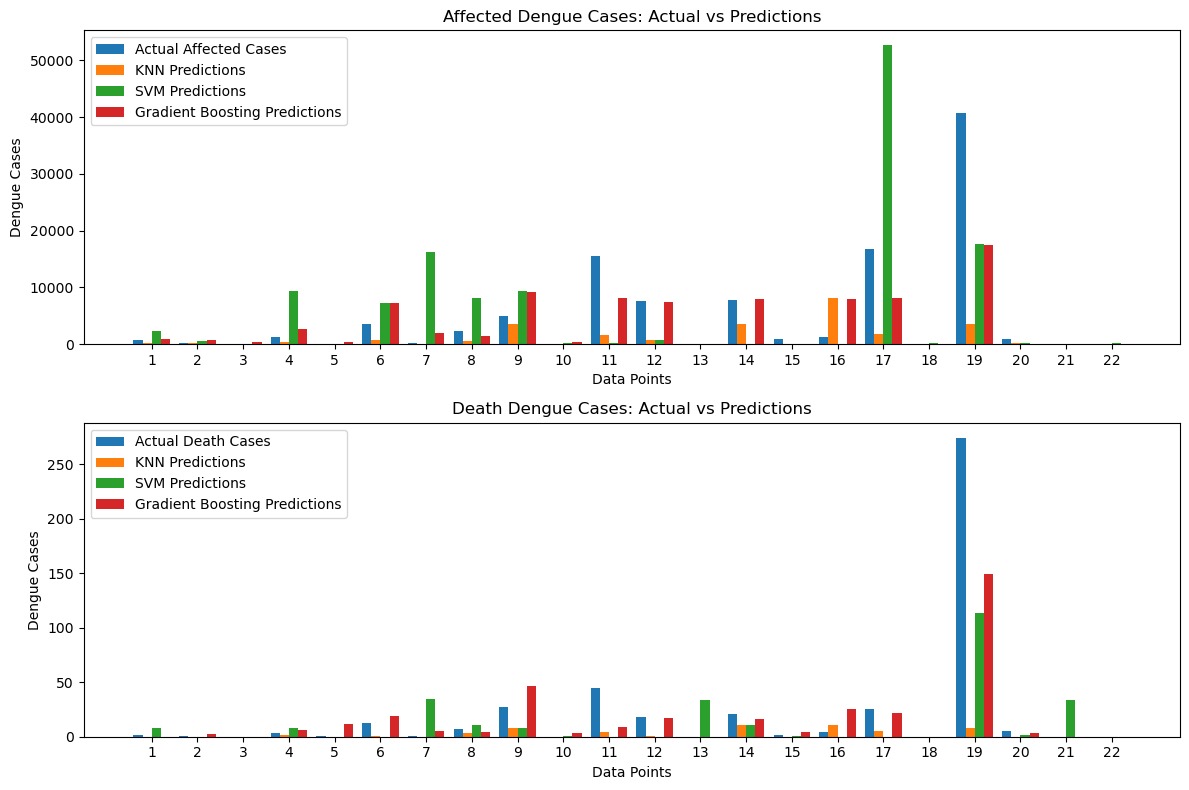 Affected Dengue Cases: Actual vs Predictions
Actual Affected Cases
KNN Predictions
SVM Predictions
Gradient Boosting Predictions
Dengue Cases
50000
40000
30000
20000
10000
0
1 2 3 4 5 6 7 8 9 10 11 12 13 14 15 16 17 18 19 20 21 22
Data Points
Death Dengue Cases: Actual vs Predictions
Actual Death Cases
KNN Predictions
SVM Predictions
Gradient Boosting Predictions
Dengue Cases
250
200
150
100
50
0
1 2 3 4 5 6 7 8 9 10 11 12 13 14 15 16 17 18 19 20 21 22
Data Points